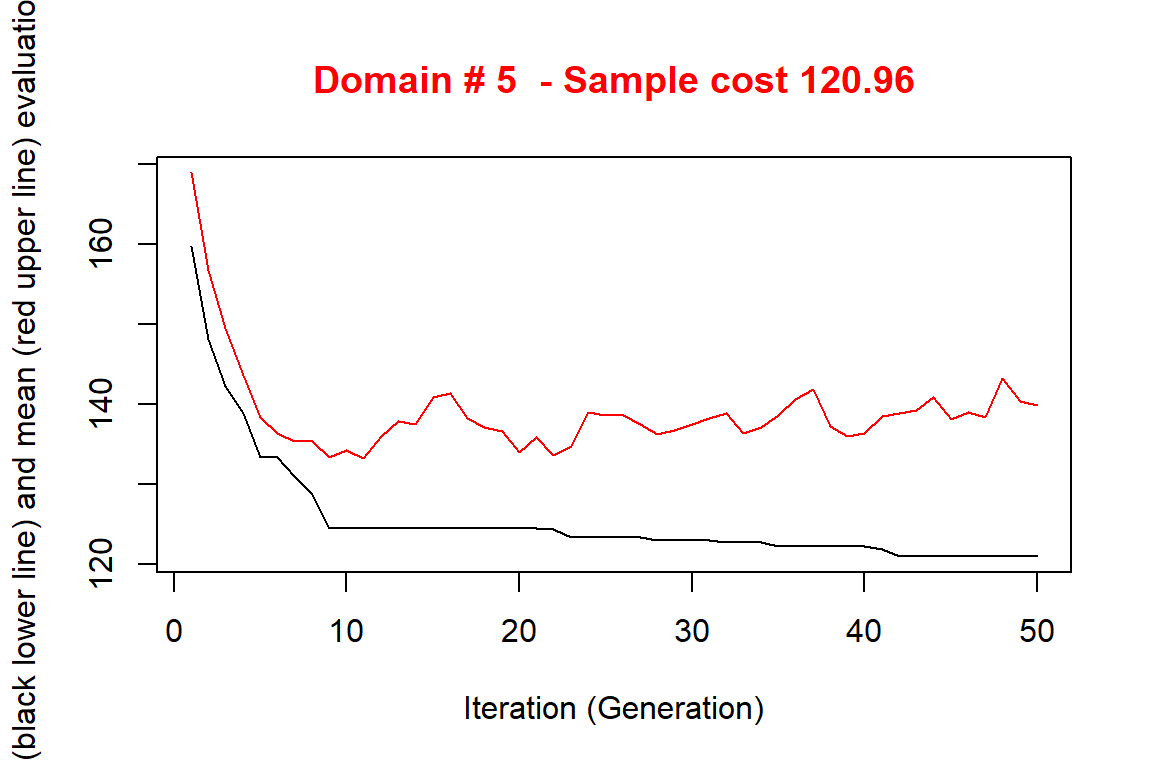 Domain # 5  - Sample cost 120.96
(black lower line) and mean (red upper line) evaluatio
160
140
120
0 10 20 30 40 50
Iteration (Generation)